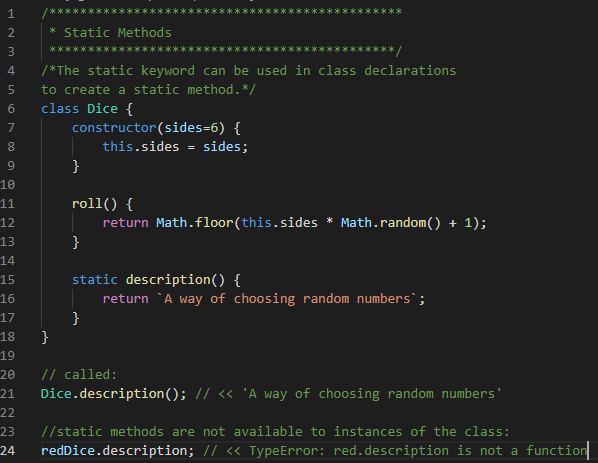 1 /**********************************************
2  * Static Methods
3  *********************************************/
4 /*The static keyword can be used in class declarations
5 to create a static method.*/
6 class Dice {
7     constructor(sides=6) {
8         this.sides = sides;
9     }
10
11     roll() {
12         return Math.floor(this.sides * Math.random() + 1);
13     }
14
15     static description() {
16         return `A way of choosing random numbers`;
17     }
18 }
19
20 // called:
21 Dice.description(); // << 'A way of choosing random numbers'
22
23 //static methods are not available to instances of the class:
24 redDice.description; // << TypeError: red.description is not a function